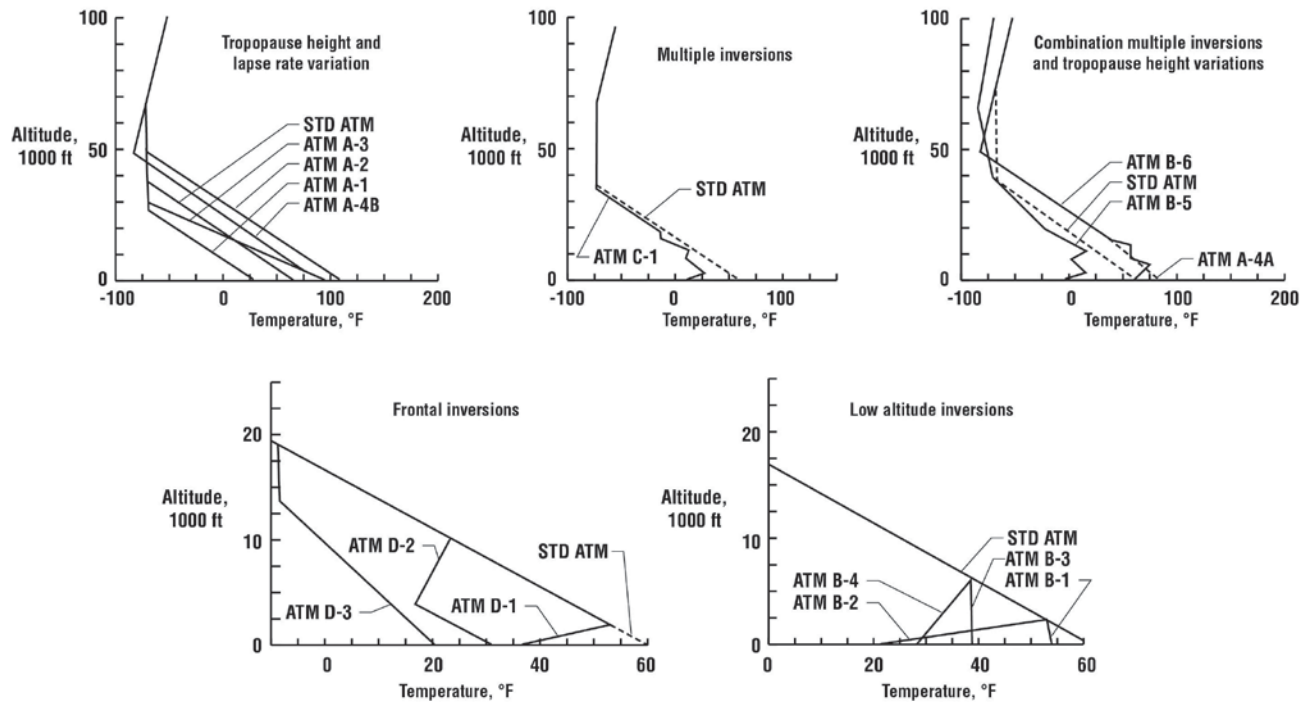 Tropopause height and
lapse rate variation
100
50
0
Altitude,
1000 ft
STD ATM
ATM A-3
ATM A-2
ATM A-1
ATM A-4B
-100 0 100 200
Temperature, °F
Multiple inversions
100
50
0
Altitude,
1000 ft
STD ATM
ATM C-1
-100 0 100
Temperature, °F
Combination multiple inversions
and tropopause height variations
100
50
0
Altitude,
1000 ft
ATM B-6
STD ATM
ATM B-5
ATM A-4A
-100 0 100 200
Temperature, °F
Frontal inversions
20
10
0
Altitude,
1000 ft
ATM D-2
STD ATM
ATM D-3
ATM D-1
0 20 40 60
Temperature, °F
Low altitude inversions
20
10
0
Altitude,
1000 ft
STD ATM
ATM B-3
ATM B-1
ATM B-4
ATM B-2
0 20 40 60
Temperature, °F